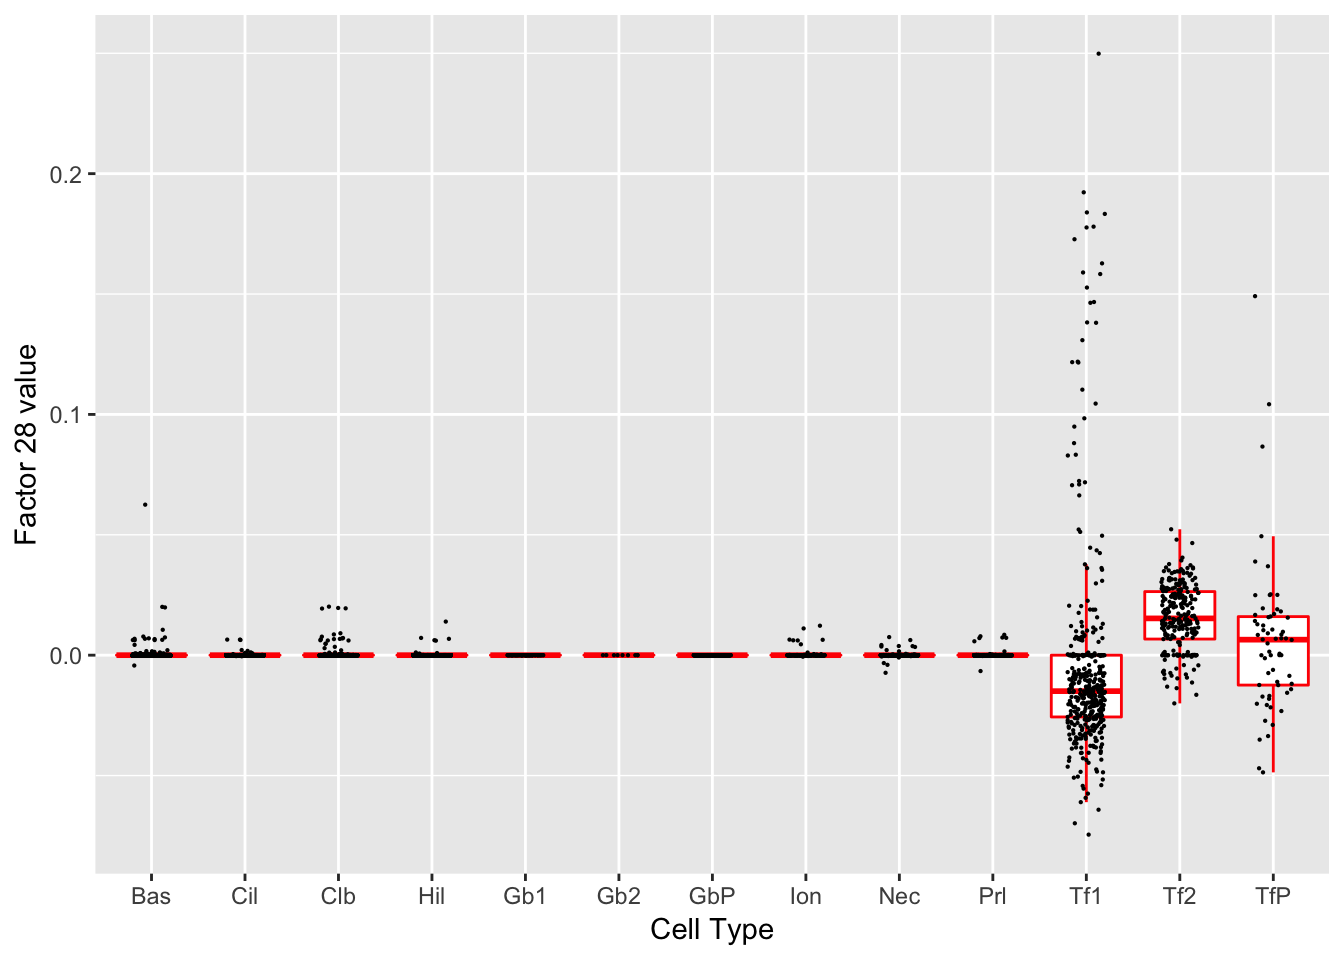 Factor 28 value
0.2
0.1
0.0
Bas Cil Clb Hil Gb1 Gb2 GbP Ion Nec Prl Tf1 Tf2 TfP
Cell Type